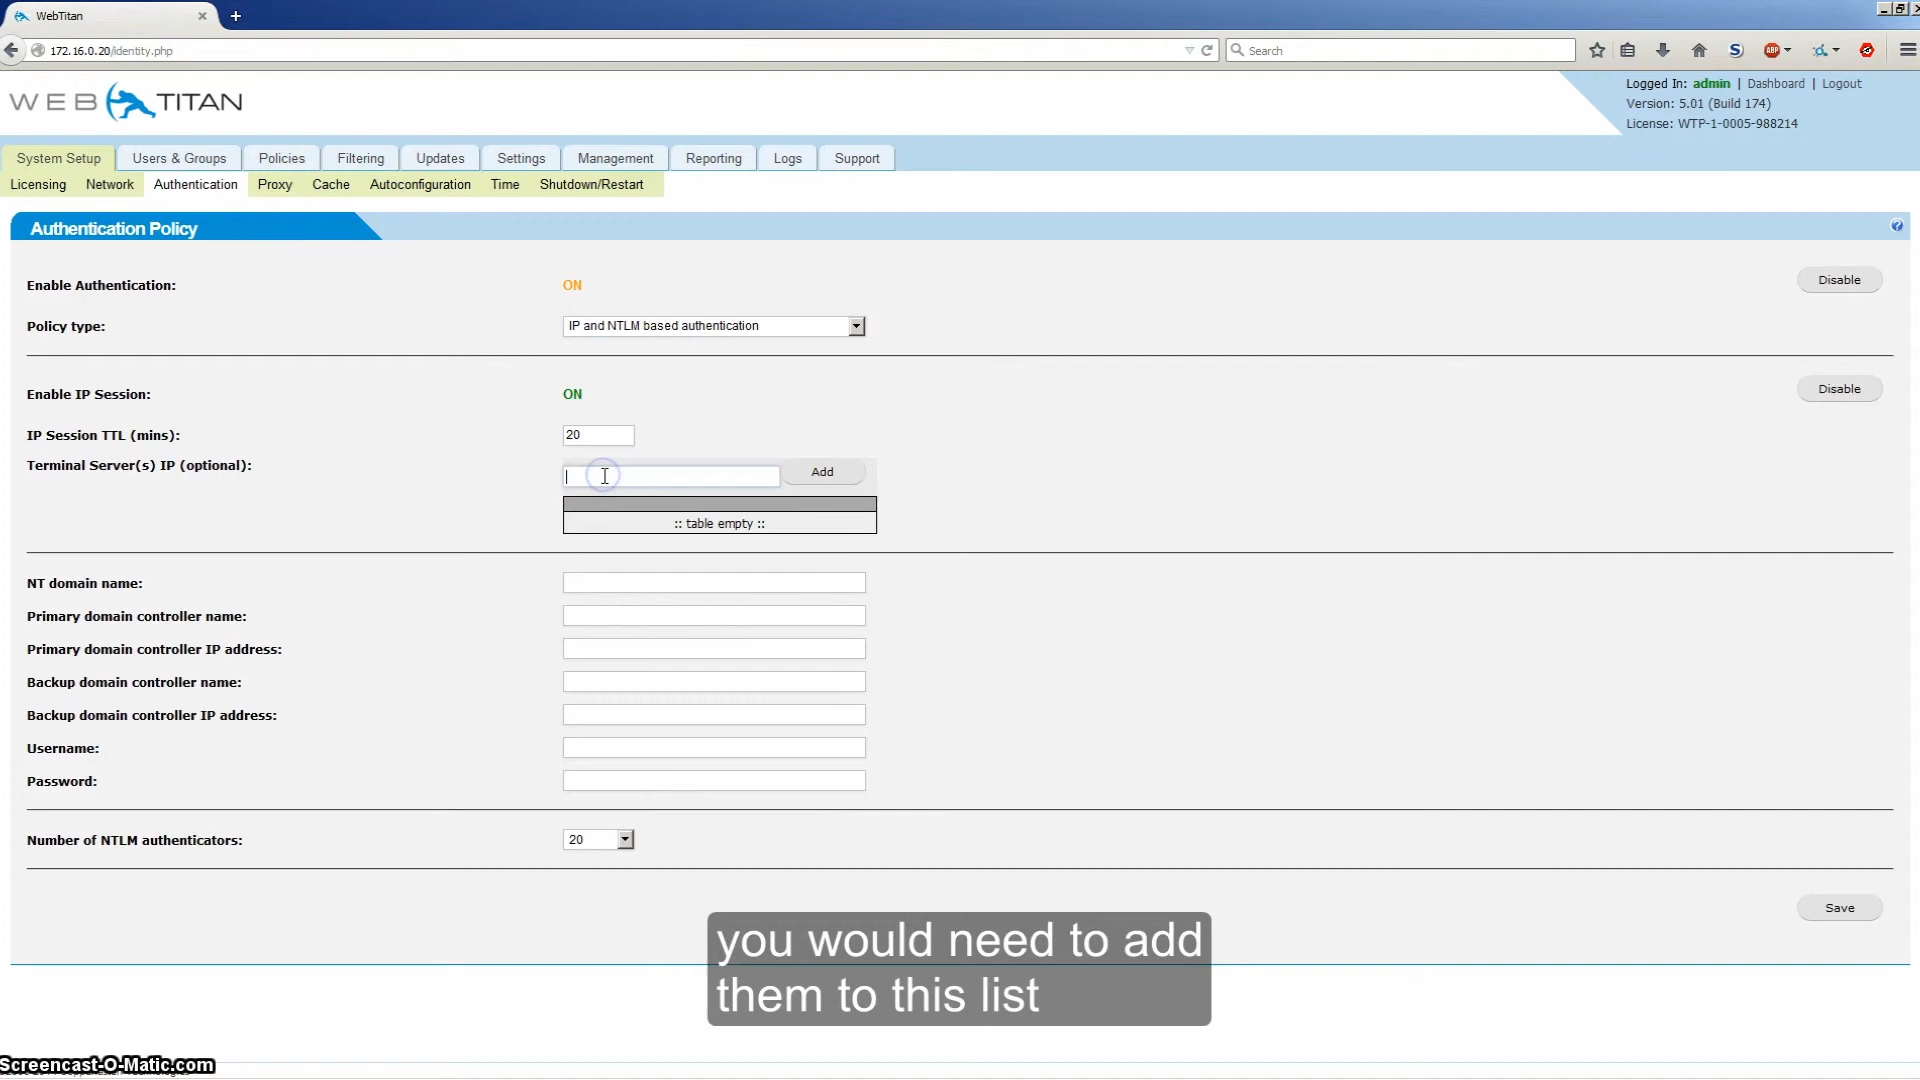 WebTitan
172.16.0.20/identity.php
Search
ABP
WEB TITAN
Logged In: admin | Dashboard | Logout
Version: 5.01 (Build 174)
License: WTP-1-0005-988214
System Setup Users & Groups Policies Filtering Updates Settings Management Reporting Logs Support
Licensing Network Authentication Proxy Cache Autoconfiguration Time Shutdown/Restart
Authentication Policy
Enable Authentication: ON Disable
Policy type: IP and NTLM based authentication
Enable IP Session: ON Disable
IP Session TTL (mins): 20
Terminal Server(s) IP (optional): Add
:: table empty ::
NT domain name:
Primary domain controller name:
Primary domain controller IP address:
Backup domain controller name:
Backup domain controller IP address:
Username:
Password:
Number of NTLM authenticators: 20
Save
you would need to add
them to this list
Screencast-O-Matic.com